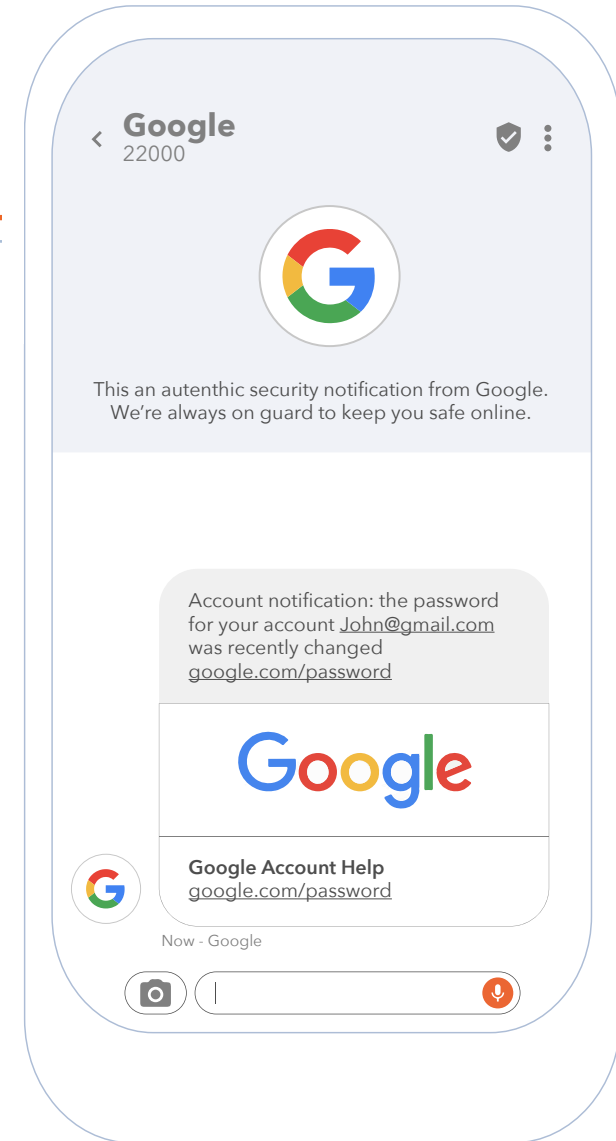 Google
22000
This an autenthic security notification from Google.
We’re always on guard to keep you safe online.
Account notification: the password
for your account John@gmail.com
was recently changed
google.com/password
Google
Google Account Help
google.com/password
Now - Google